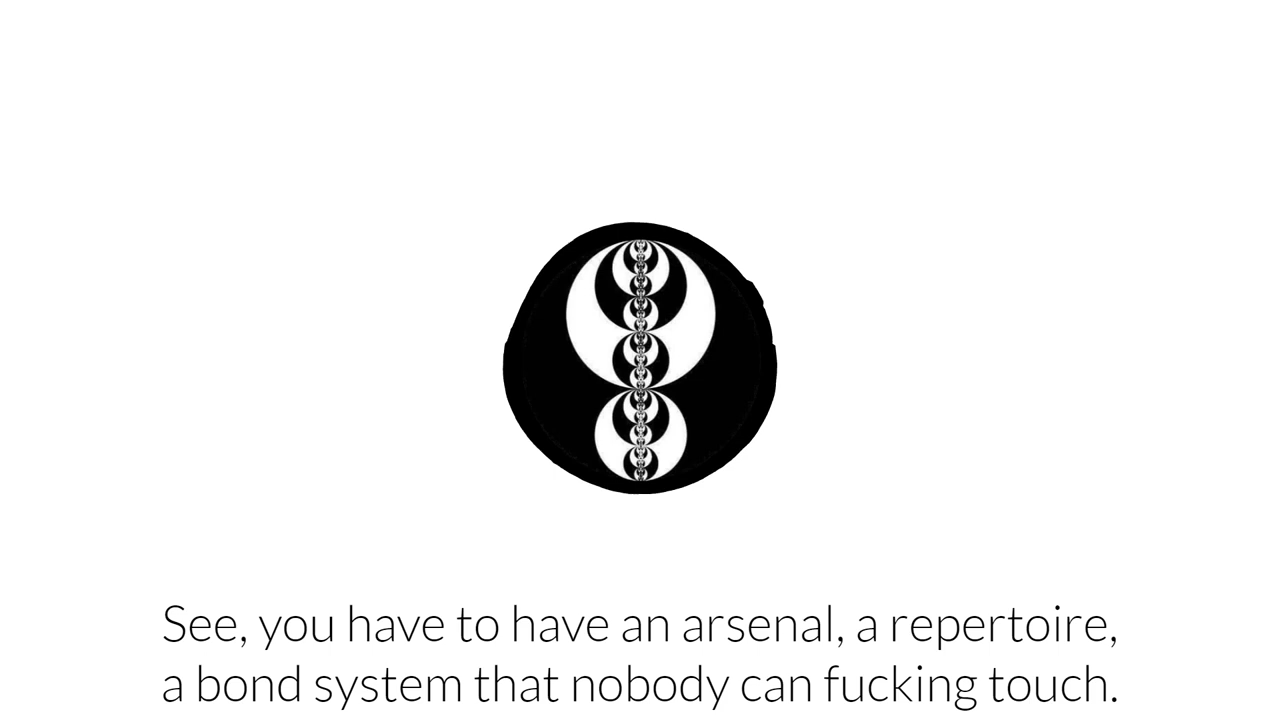 See, you have to have an arsenal, a repertoire,
a bond system that nobody can fucking touch.